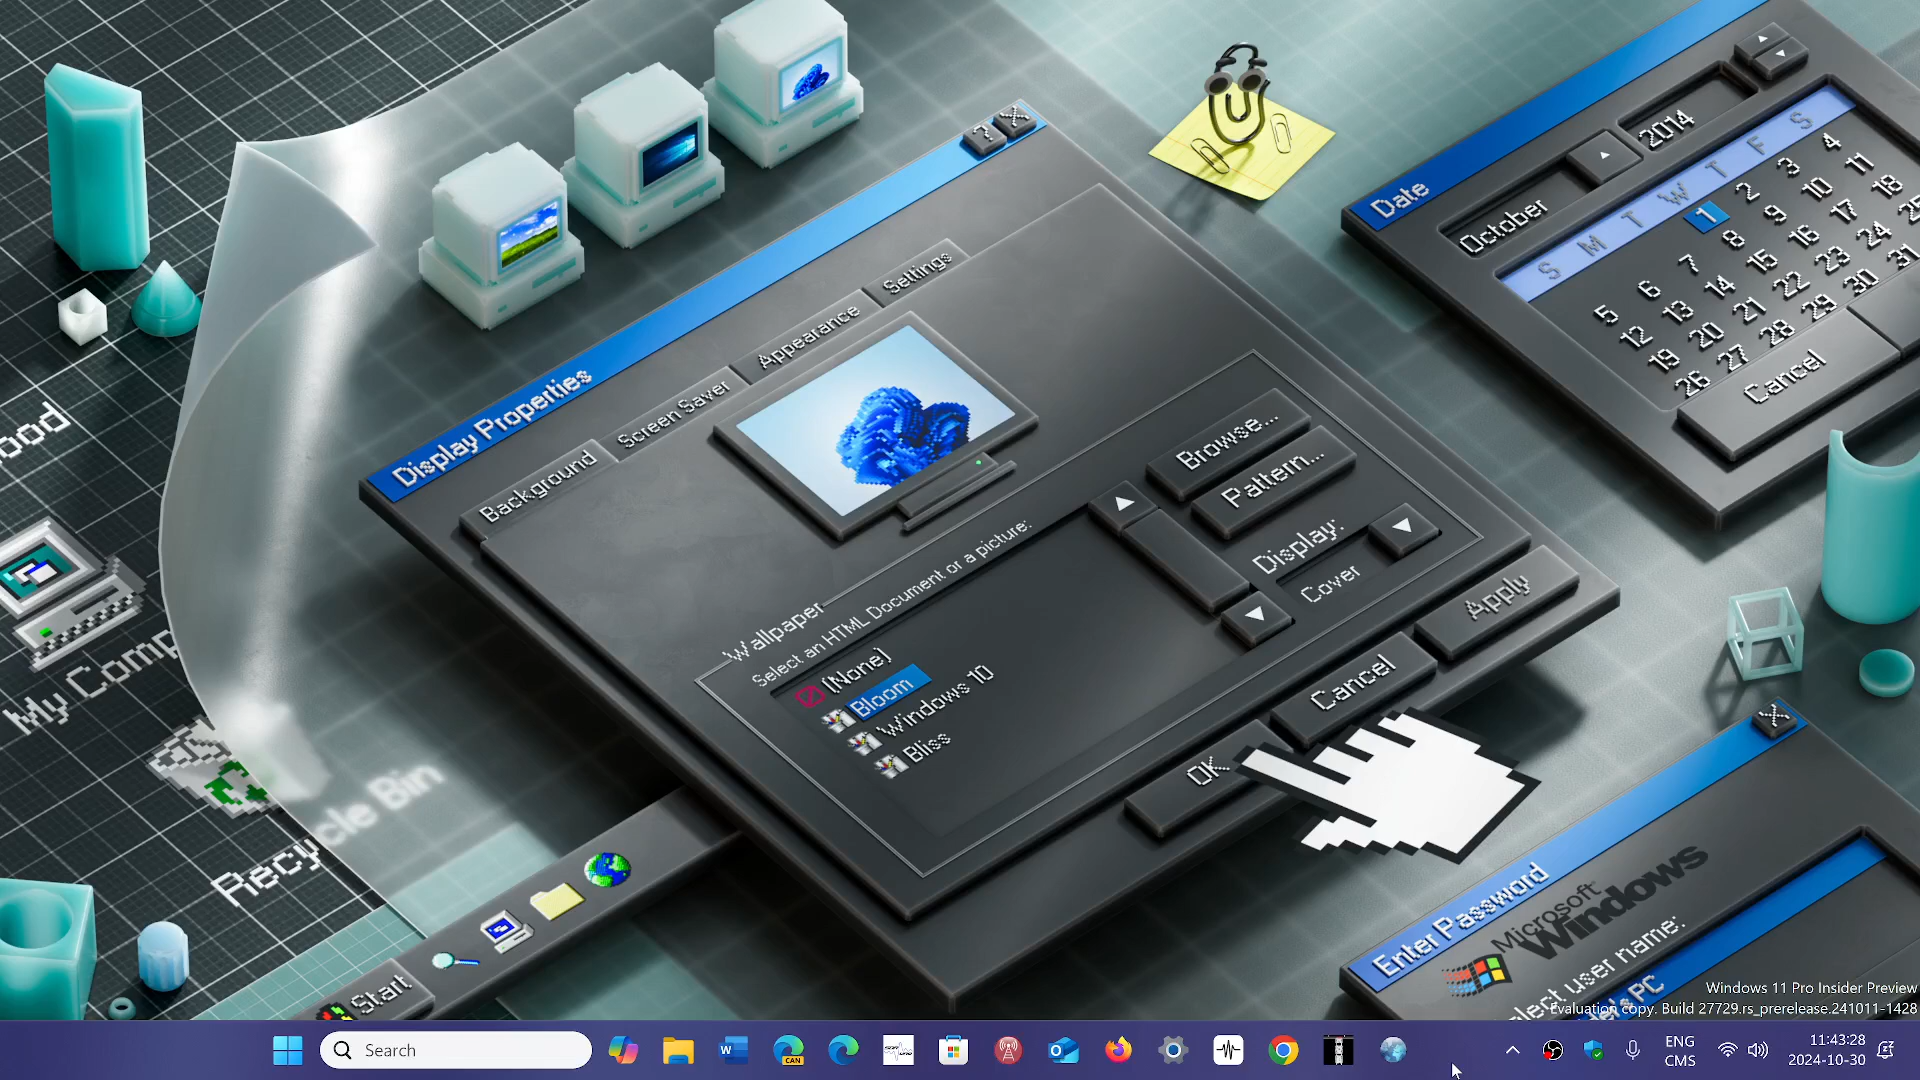 ? X
Display Properties
Background
Screen Saver
Appearance
Settings
Wallpaper
Select an HTML Document or a picture:
(None)
Bloom
Windows 10
Bliss
Browse...
Pattern...
Display:
Cover
OK
Cancel
Apply
Date
October
2014
S M T W T F S
1 2 3 4
5 6 7 8 9 10 11
12 13 14 15 16 17 18
19 20 21 22 23 24 25
26 27 28 29 30 31
Cancel
My Comp
Recycle Bin
Start
X
Enter Password
Microsoft
Windows
elect user name:
's PC
Windows 11 Pro Insider Preview
Evaluation copy. Build 27729.rs_prerelease.241011-1428
Search
W
CAN
ENG
CMS
11:43:28
2024-10-30